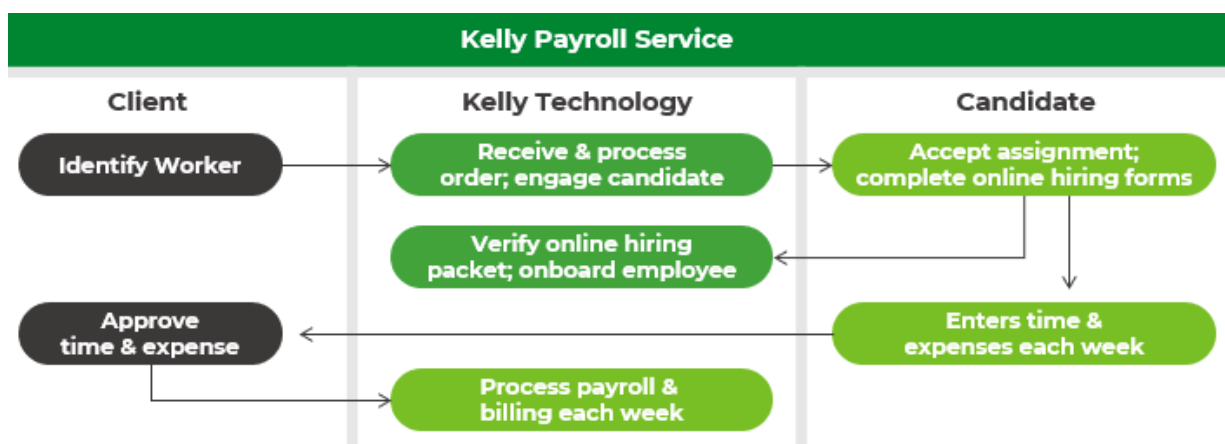 Kelly Payroll Service
Client
Kelly Technology
Candidate
Identify Worker
Receive & process
order; engage candidate
Accept assignment;
complete online hiring forms
Verify online hiring
packet; onboard employee
Approve
time & expense
Enters time &
expenses each week
Process payroll &
billing each week